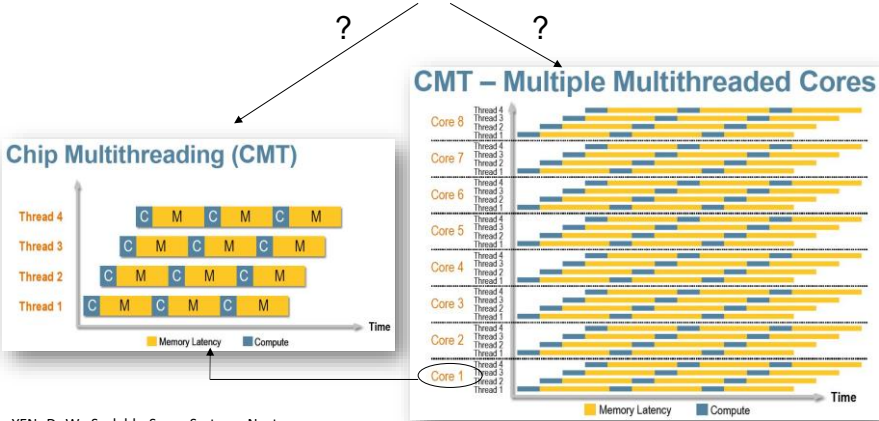 ?
?
CMT – Multiple Multithreaded Cores
Core 8
Thread 4
Thread 3
Thread 2
Thread 1
Core 7
Thread 4
Thread 3
Thread 2
Thread 1
Core 6
Thread 4
Thread 3
Thread 2
Thread 1
Core 5
Thread 4
Thread 3
Thread 2
Thread 1
Core 4
Thread 4
Thread 3
Thread 2
Thread 1
Core 3
Thread 4
Thread 3
Thread 2
Thread 1
Core 2
Thread 4
Thread 3
Thread 2
Thread 1
Core 1
Thread 4
Thread 3
Thread 2
Thread 1
Time
Memory Latency Compute
Chip Multithreading (CMT)
Thread 4 C M C M C M
Thread 3 C M C M C M
Thread 2 C M C M C M
Thread 1 C M C M C M
Time
Memory Latency Compute